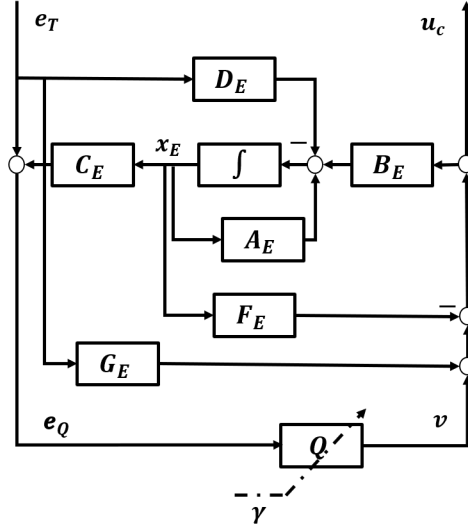 e_T
u_c
D_E
−
x_E
C_E
∫
B_E
A_E
−
F_E
G_E
e_Q
v
Q
γ